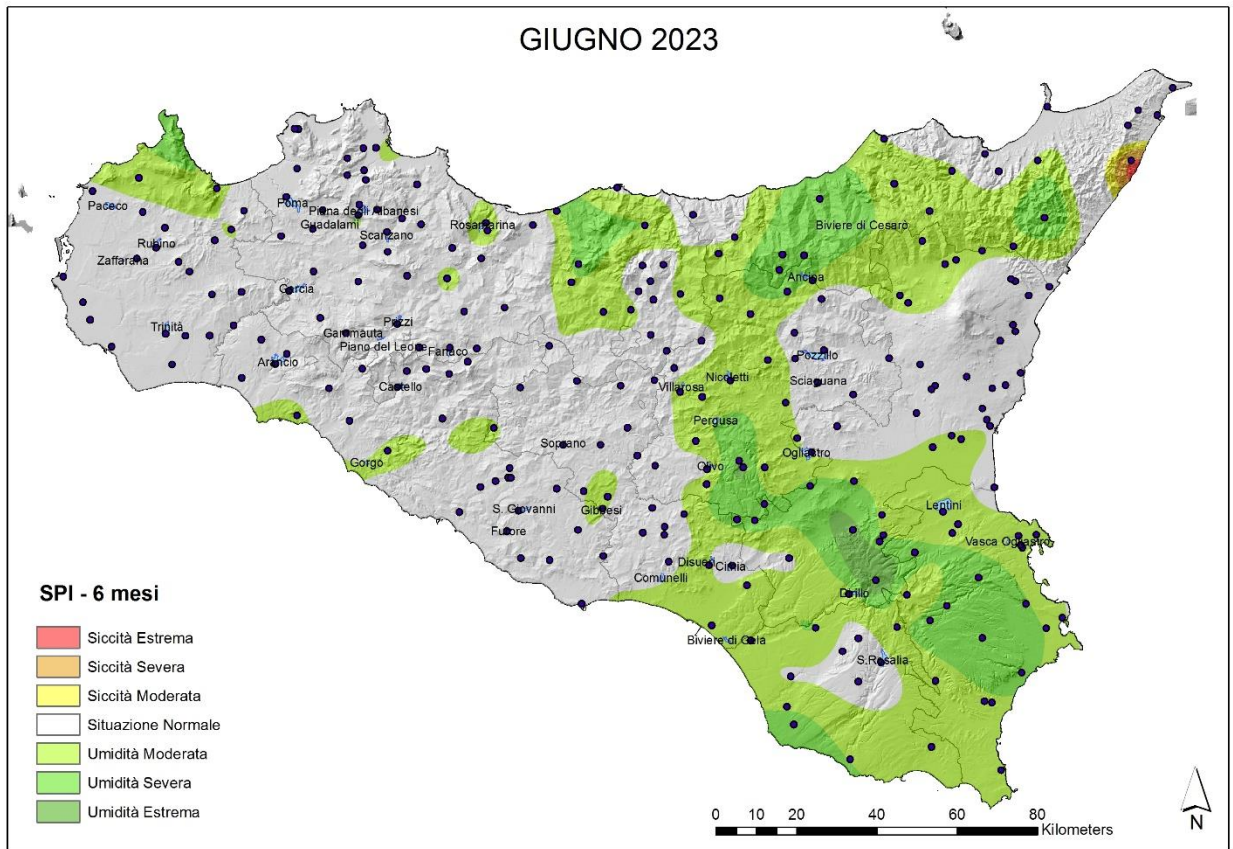 GIUGNO 2023
Paceco
Poma
Piana degli Albanesi
Guadalami
Scanzano
Rosamarina
Rubino
Zaffarana
Biviere di Cesarò
Ancipa
Garcia
Trinità
Prizzi
Gammauta
Piano del Leone
Fanaco
Arancio
Castello
Pozzillo
Sciaguana
Nicoletti
Villarosa
Pergusa
Soprano
Gorgo
Olivo
Ogliastro
Lentini
S. Giovanni
Gibbesi
Furore
Vasca Ogliastro
Disueri
Cimia
Comunelli
Dirillo
Biviere di Gela
S.Rosalia
SPI - 6 mesi
Siccità Estrema
Siccità Severa
Siccità Moderata
Situazione Normale
Umidità Moderata
Umidità Severa
Umidità Estrema
0 10 20 40 60 80
Kilometers
N